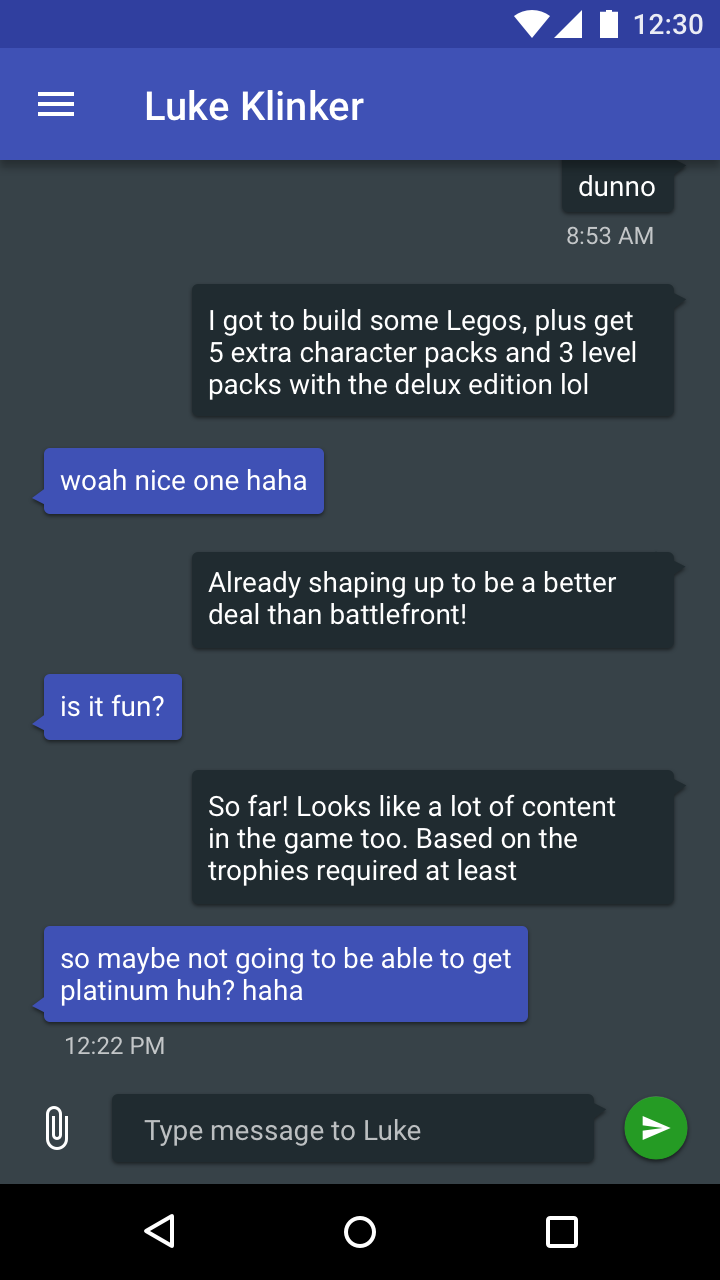 12:30
Luke Klinker
dunno
8:53 AM
I got to build some Legos, plus get
5 extra character packs and 3 level
packs with the delux edition lol
woah nice one haha
Already shaping up to be a better
deal than battlefront!
is it fun?
So far! Looks like a lot of content
in the game too. Based on the
trophies required at least
so maybe not going to be able to get
platinum huh? haha
12:22 PM
Type message to Luke